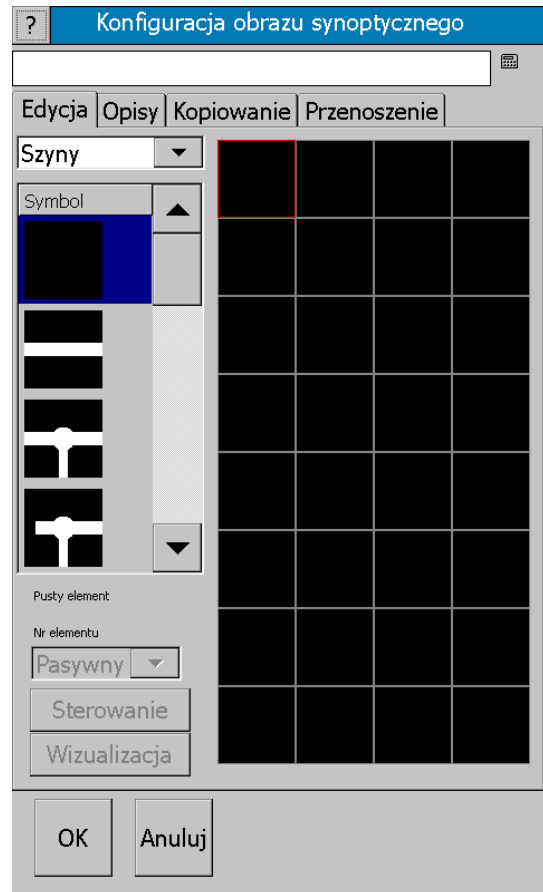 ? Konfiguracja obrazu synoptycznego
Edycja Opisy Kopiowanie Przenoszenie
Szyny
Symbol
Pusty element
Nr elementu
Pasywny
Sterowanie
Wizualizacja
OK Anuluj